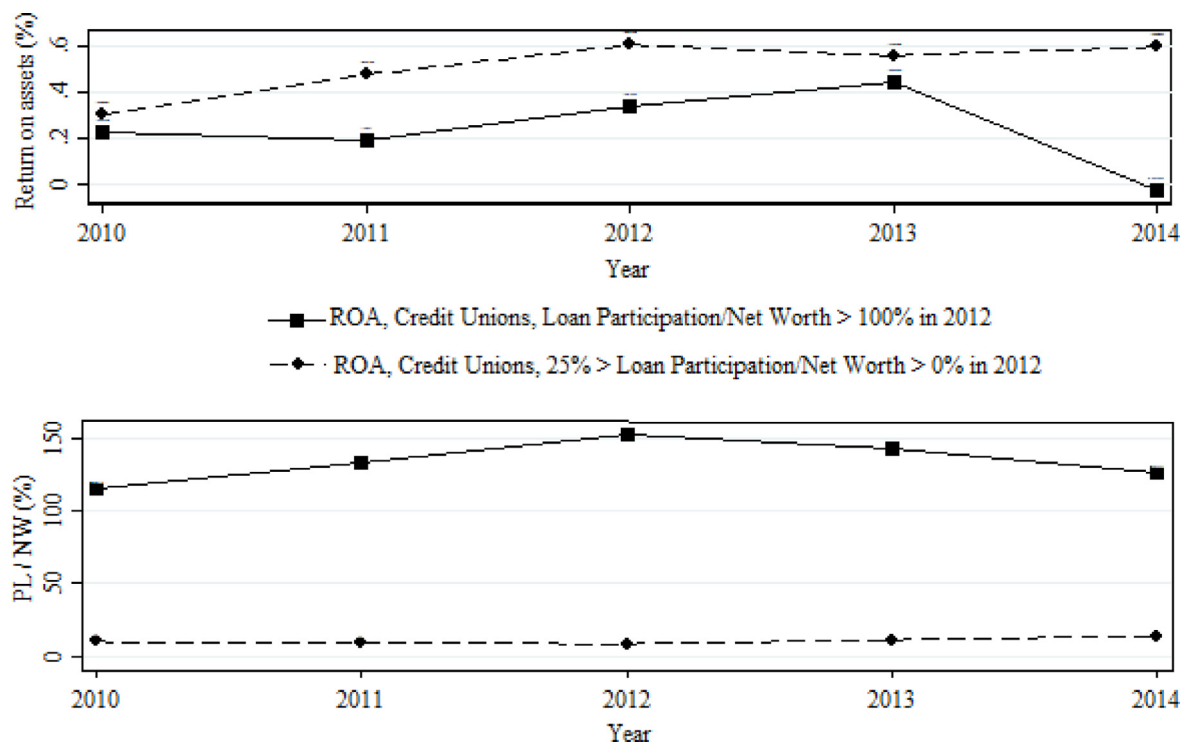 Return on assets (%)
.6
.4
.2
0
2010 2011 2012 2013 2014
Year
ROA, Credit Unions, Loan Participation/Net Worth > 100% in 2012
ROA, Credit Unions, 25% > Loan Participation/Net Worth > 0% in 2012
PL / NW (%)
150
100
50
0
2010 2011 2012 2013 2014
Year